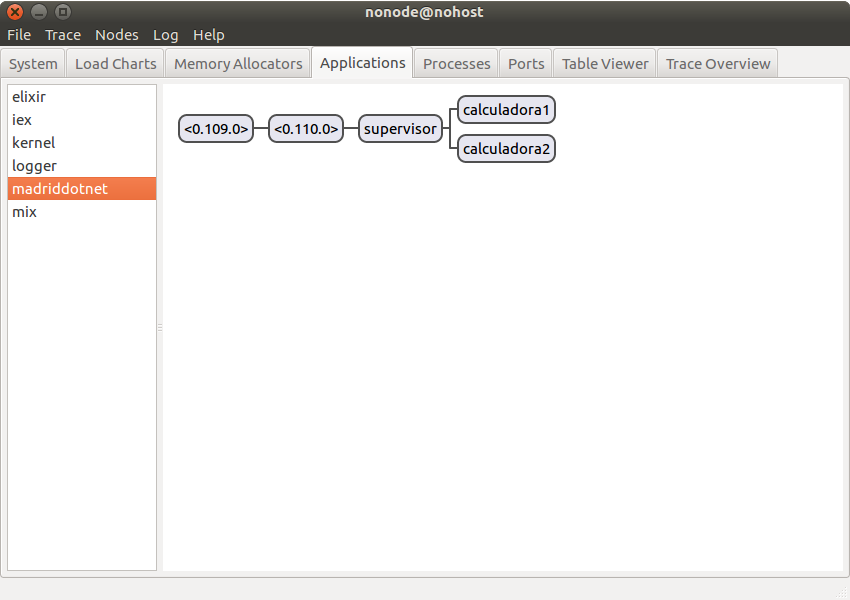 nonode@nohost
File Trace Nodes Log Help
System Load Charts Memory Allocators Applications Processes Ports Table Viewer Trace Overview
elixir
iex
kernel
logger
madriddotnet
mix
<0.109.0> <0.110.0> supervisor
calculadora1
calculadora2